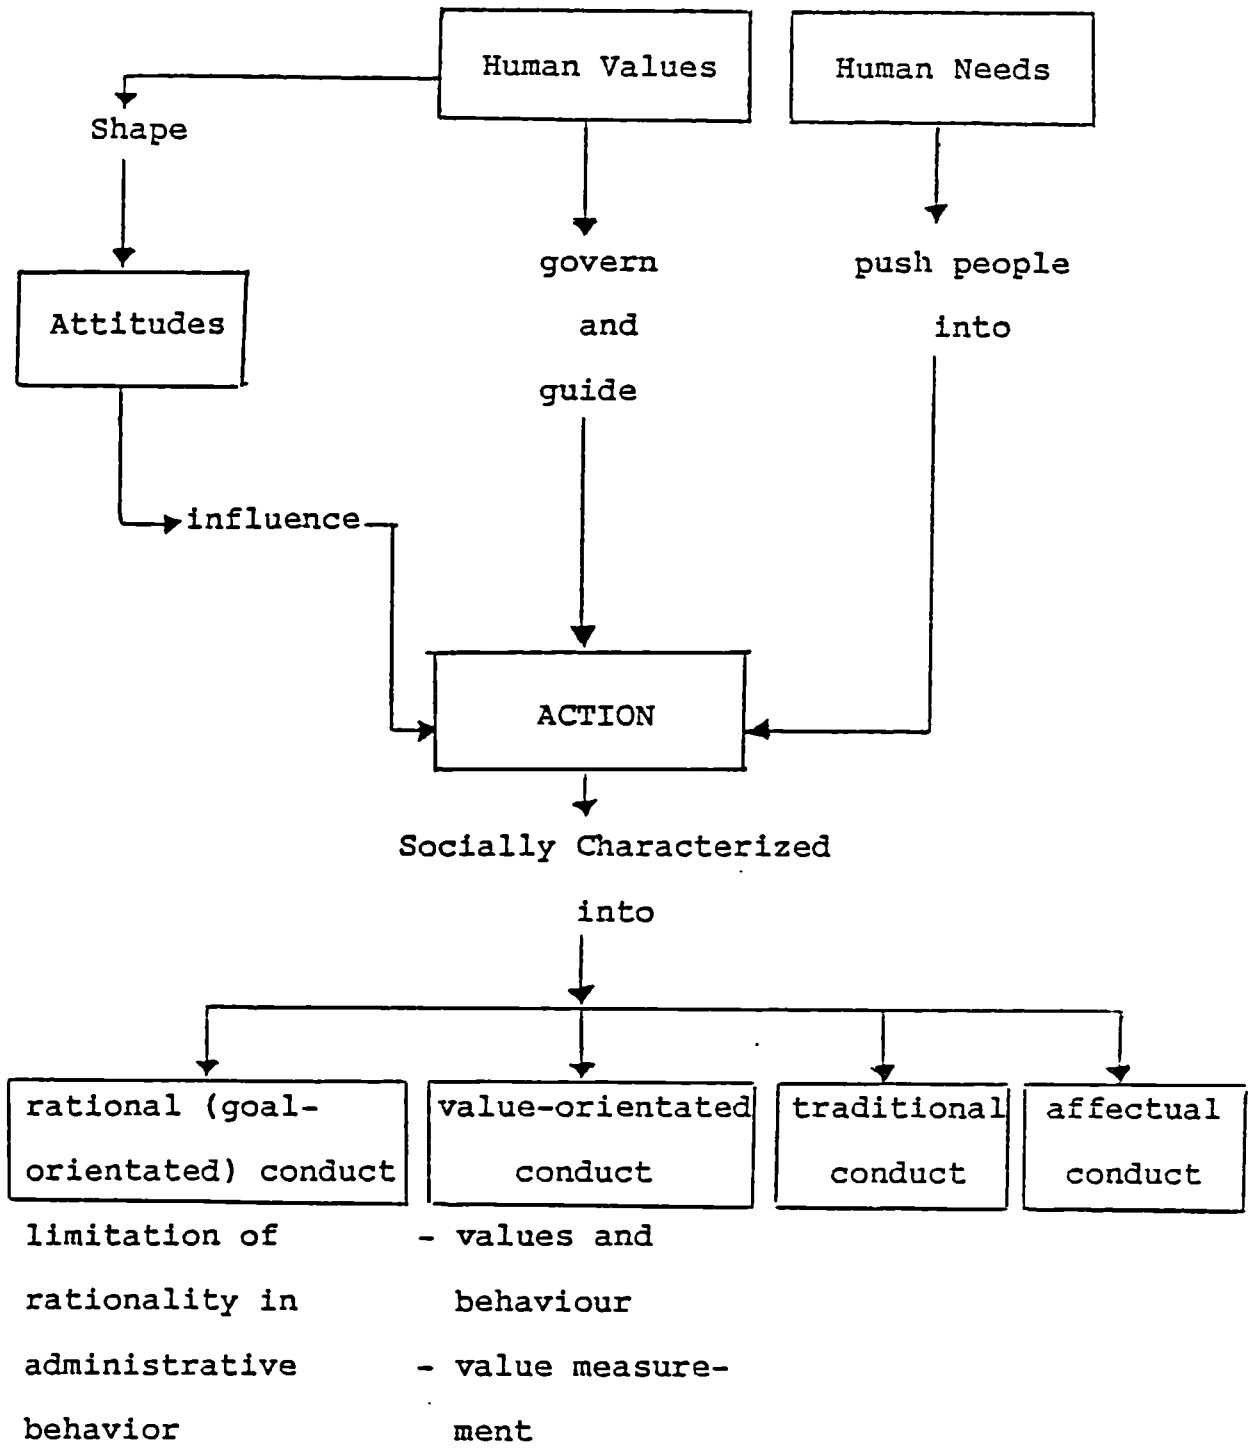 Human Values
Human Needs
Shape
govern
and
guide
push people
into
Attitudes
influence
ACTION
Socially Characterized
into
rational (goal-
orientated) conduct
value-orientated
conduct
traditional
conduct
affectual
conduct
limitation of
rationality in
administrative
behavior
- values and
behaviour
- value measure-
ment